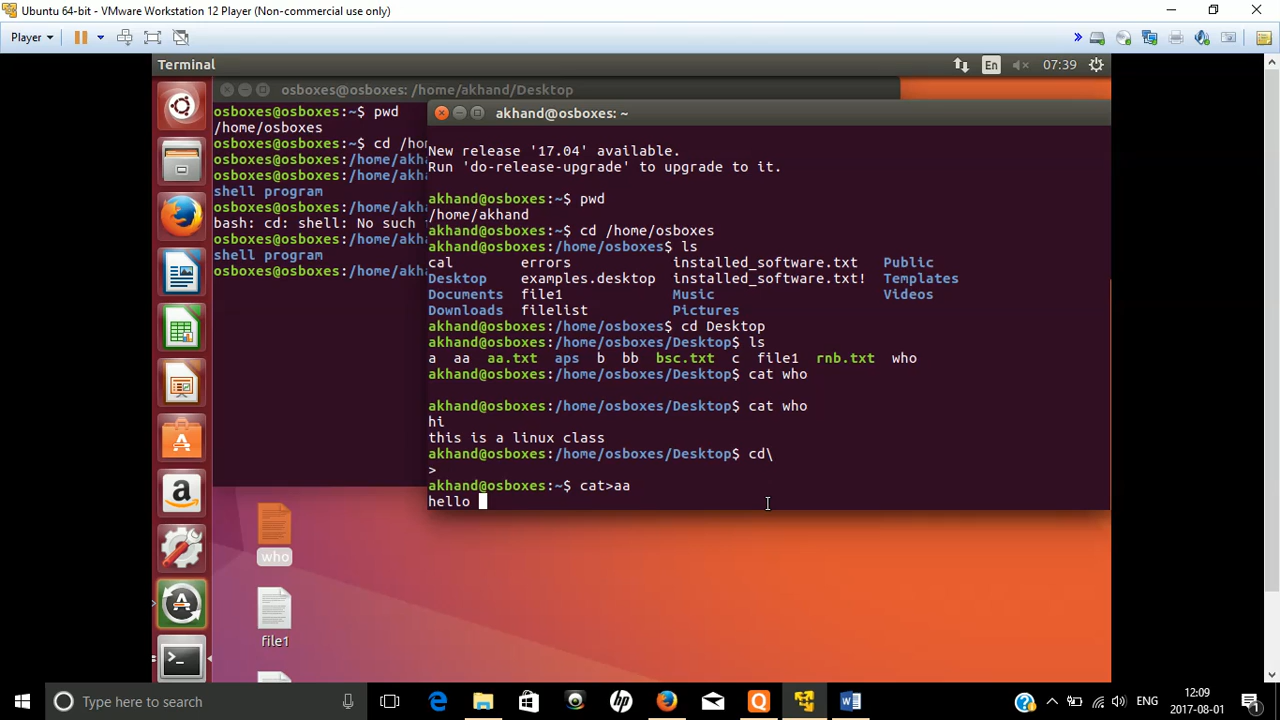 Ubuntu 64-bit - VMware Workstation 12 Player (Non-commercial use only)
Player
Terminal
En
07:39
osboxes@osboxes: /home/akhand/Desktop
osboxes@osboxes:~$ pwd
/home/osboxes
osboxes@osboxes:~$ cd /ho
osboxes@osboxes:/home/akh
osboxes@osboxes:/home/akh
shell program
osboxes@osboxes:/home/akh
bash: cd: shell: No such
osboxes@osboxes:/home/akh
shell program
osboxes@osboxes:/home/akh
akhand@osboxes: ~
New release '17.04' available.
Run 'do-release-upgrade' to upgrade to it.
akhand@osboxes:~$ pwd
/home/akhand
akhand@osboxes:~$ cd /home/osboxes
akhand@osboxes:/home/osboxes$ ls
cal errors installed_software.txt Public
Desktop examples.desktop installed_software.txt! Templates
Documents file1 Music Videos
Downloads filelist Pictures
akhand@osboxes:/home/osboxes$ cd Desktop
akhand@osboxes:/home/osboxes/Desktop$ ls
a aa aa.txt aps b bb bsc.txt c file1 rnb.txt who
akhand@osboxes:/home/osboxes/Desktop$ cat who
akhand@osboxes:/home/osboxes/Desktop$ cat who
hi
this is a linux class
akhand@osboxes:/home/osboxes/Desktop$ cd\
>
akhand@osboxes:~$ cat>aa
hello
who
file1
Type here to search
ENG
12:09
2017-08-01